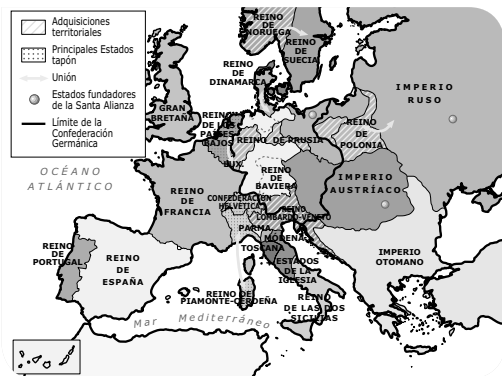 Adquisiciones
territoriales
Principales Estados
tapón
Unión
Estados fundadores
de la Santa Alianza
Límite de la
Confederación
Germánica
REINO
DE
NORUEGA
REINO
DE
SUECIA
REINO
DE
DINAMARCA
IMPERIO
RUSO
GRAN
BRETAÑA
REINO
DE LOS
PAÍSES
BAJOS
REINO DE PRUSIA
REINO
DE
POLONIA
LUX.
OCÉANO
ATLÁNTICO
REINO
DE
BAVIERA
IMPERIO
AUSTRÍACO
REINO
DE
FRANCIA
CONFEDERACIÓN
HELVÉTICA
REINO
LOMBARDO-VÉNETO
PARMA
MÓDENA
TOSCANA
REINO
DE
PORTUGAL
REINO
DE
ESPAÑA
ESTADOS
DE LA
IGLESIA
IMPERIO
OTOMANO
REINO DE
PIAMONTE-CERDEÑA
REINO
DE LAS DOS
SICILIAS
Mar Mediterráneo